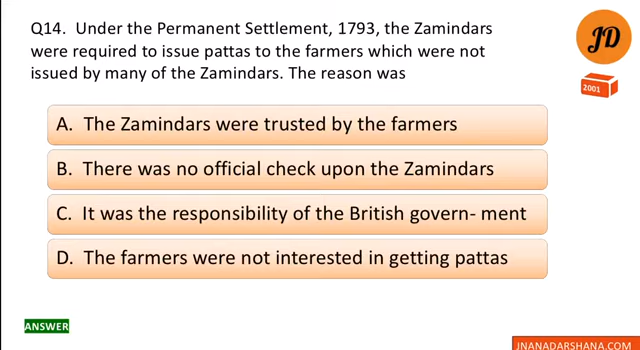 Q14. Under the Permanent Settlement, 1793, the Zamindars
were required to issue pattas to the farmers which were not
issued by many of the Zamindars. The reason was
JD
2001
A. The Zamindars were trusted by the farmers
B. There was no official check upon the Zamindars
C. It was the responsibility of the British govern- ment
D. The farmers were not interested in getting pattas
ANSWER
JNANADARSHANA.COM